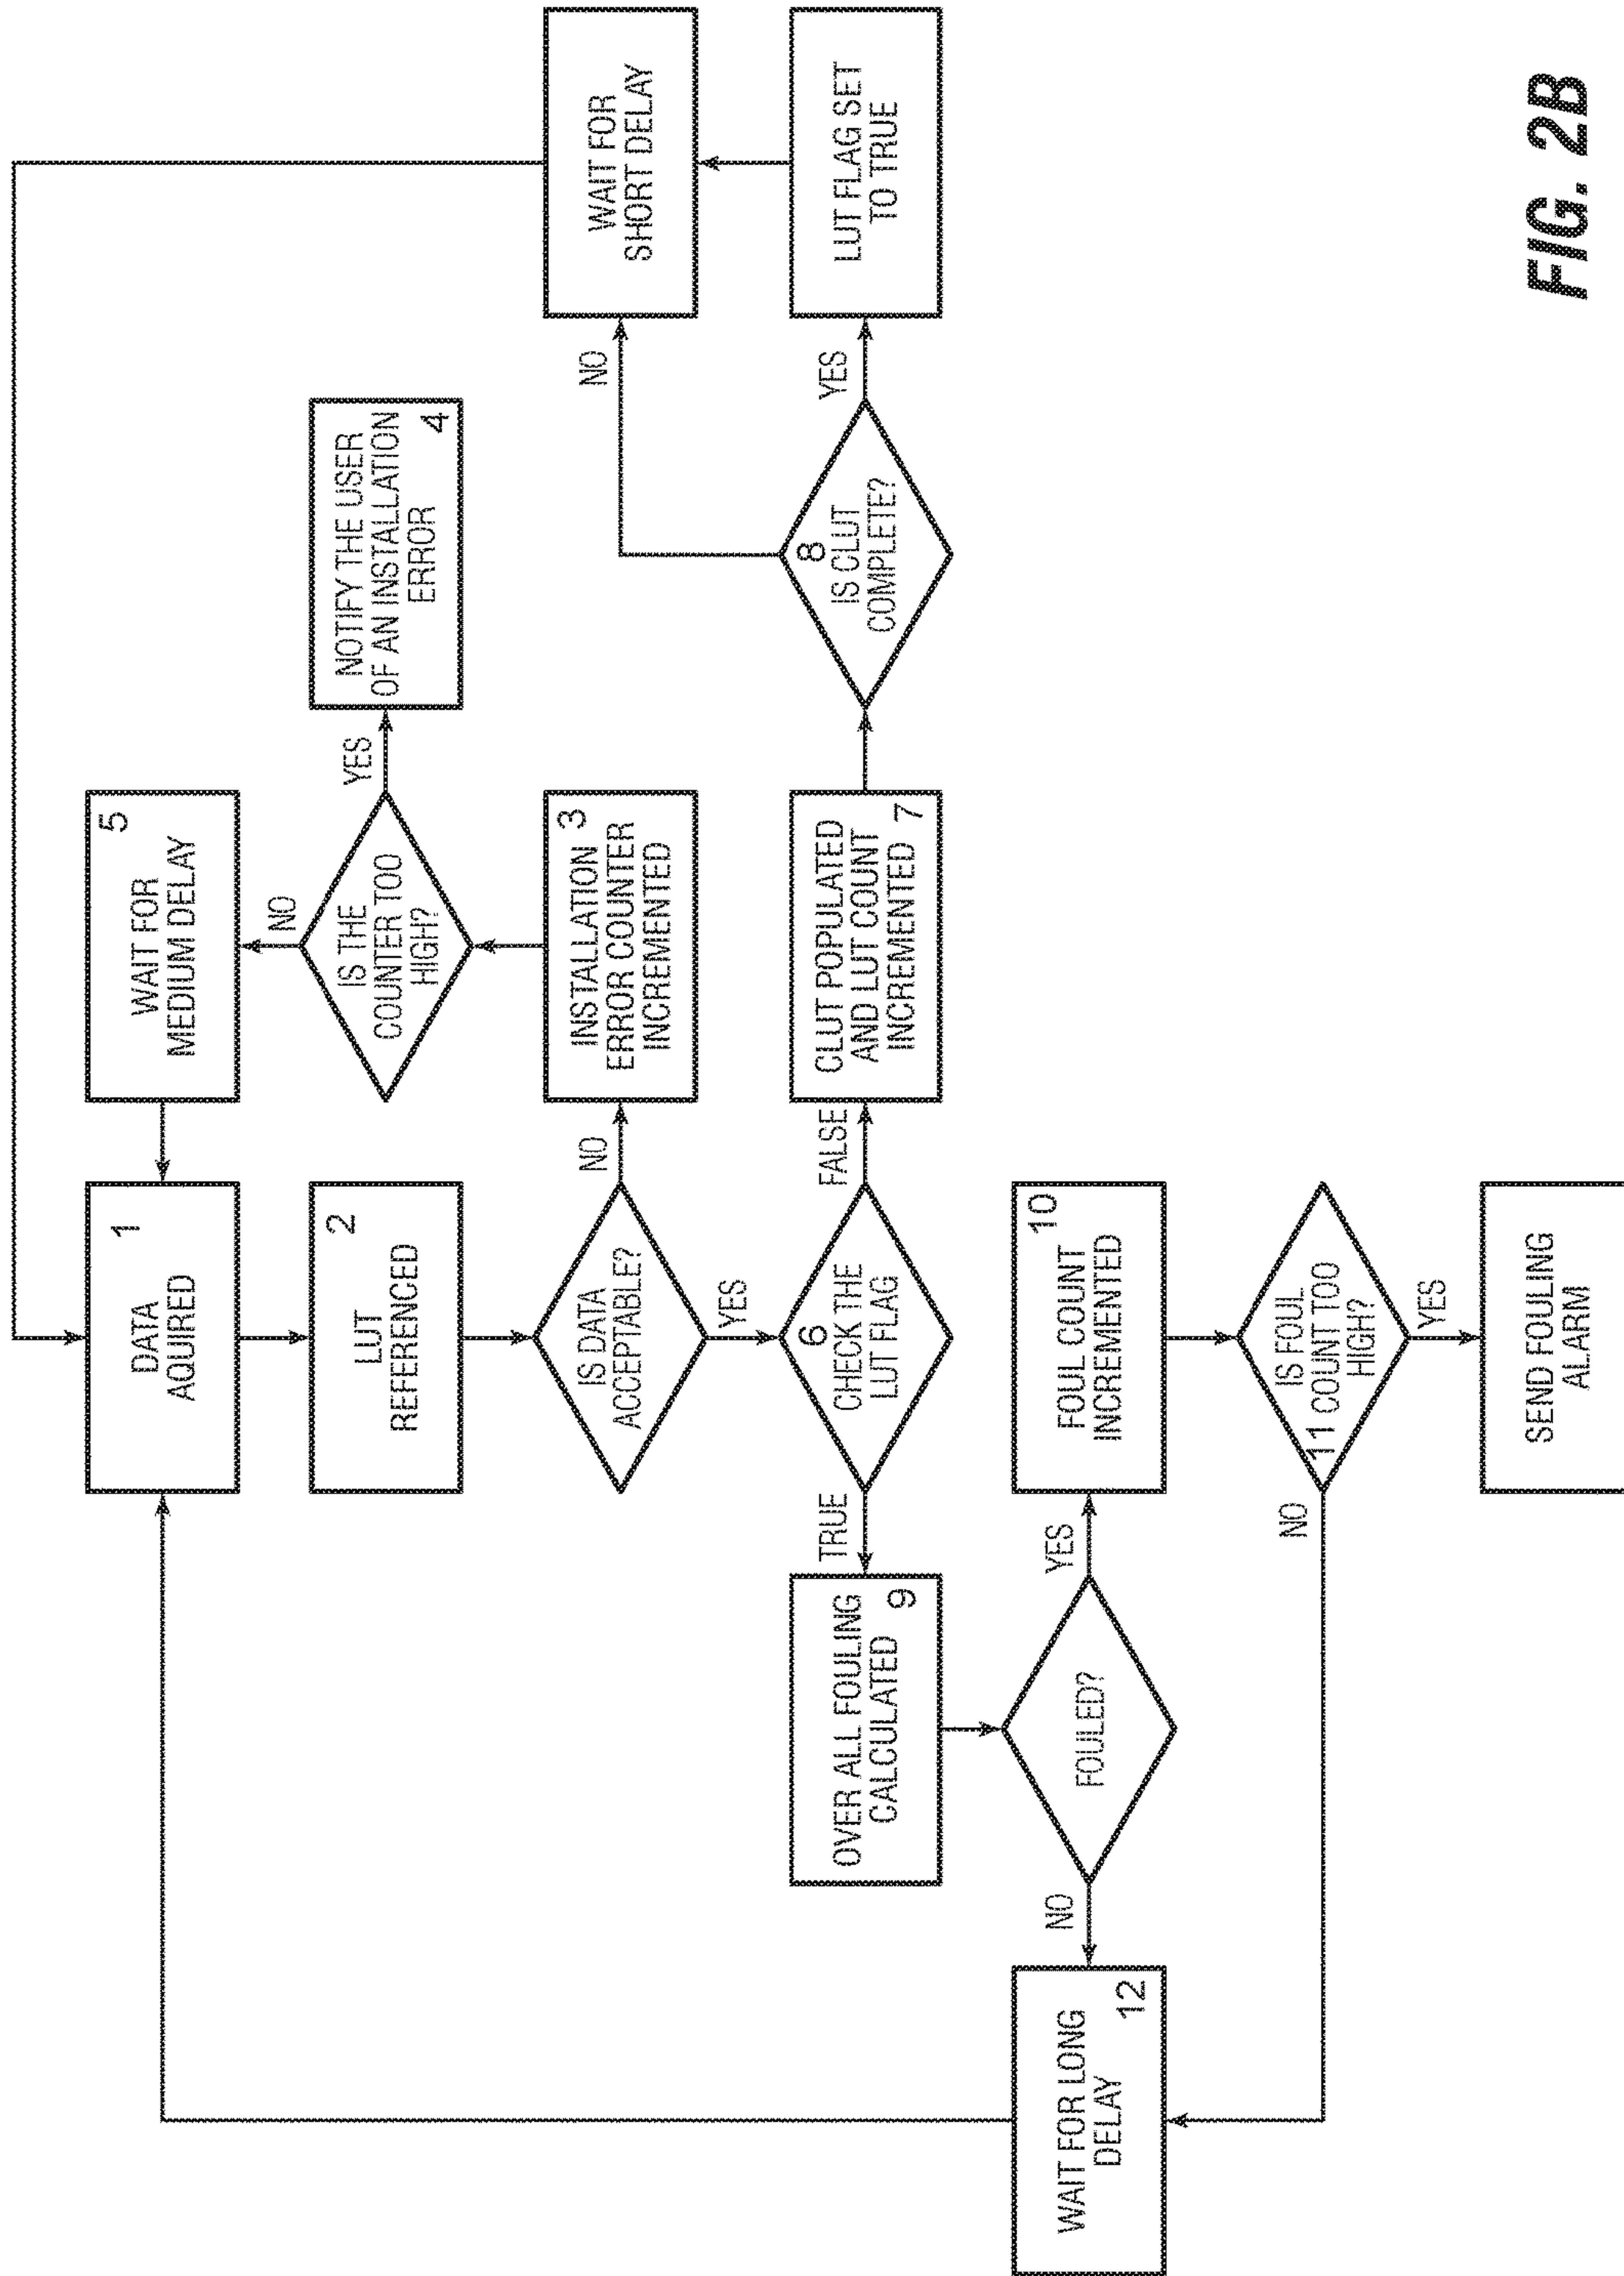 1
DATA
AQUIRED
2
LUT
REFERENCED
IS DATA
ACCEPTABLE?
NO
YES
3
INSTALLATION
ERROR COUNTER
INCREMENTED
IS THE
COUNTER TOO
HIGH?
YES
NO
NOTIFY THE USER
OF AN INSTALLATION
ERROR
4
5
WAIT FOR
MEDIUM DELAY
6
CHECK THE
LUT FLAG
FALSE
TRUE
CLUT POPULATED
AND LUT COUNT
INCREMENTED
7
8
IS CLUT
COMPLETE?
NO
YES
WAIT FOR
SHORT DELAY
LUT FLAG SET
TO TRUE
OVER ALL FOULING
CALCULATED
9
FOULED?
YES
NO
10
FOUL COUNT
INCREMENTED
IS FOUL
11 COUNT TOO
HIGH?
NO
YES
SEND FOULING
ALARM
WAIT FOR LONG
DELAY
12
FIG. 2B